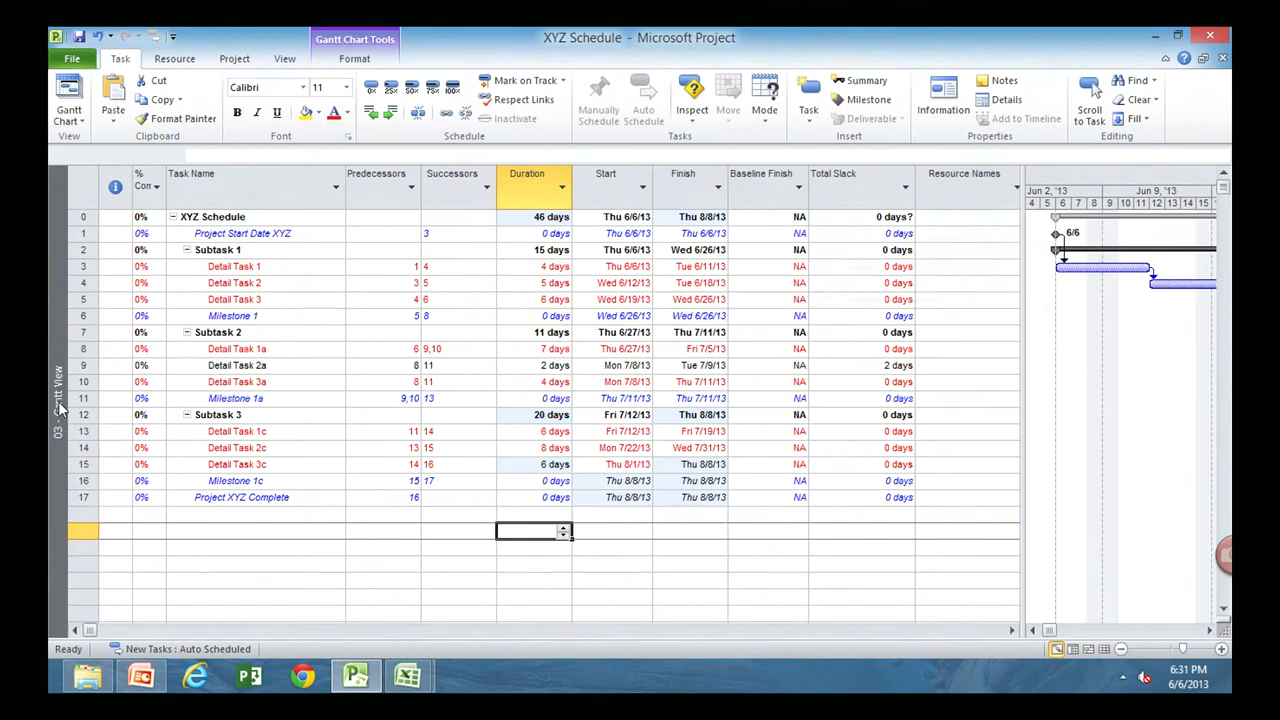 Gantt Chart Tools
XYZ Schedule - Microsoft Project
File Task Resource Project View Format
Gantt Chart
View
Paste
Cut
Copy
Format Painter
Clipboard
Calibri 11
B I U A
Font
0% 25% 50% 75% 100%
Mark on Track
Respect Links
Inactivate
Schedule
Manually Schedule
Auto Schedule
Inspect
Move
Mode
Tasks
Task
Summary
Milestone
Deliverable
Insert
Information
Notes
Details
Add to Timeline
Properties
Scroll to Task
Find
Clear
Fill
Editing
% Com Task Name Predecessors Successors Duration Start Finish Baseline Finish Total Slack Resource Names
Jun 2, '13 Jun 9, '13
4 5 6 7 8 9 10 11 12 13 14 15
0 0% XYZ Schedule 46 days Thu 6/6/13 Thu 8/8/13 NA 0 days?
1 0% Project Start Date XYZ 3 0 days Thu 6/6/13 Thu 6/6/13 NA 0 days 6/6
2 0% Subtask 1 15 days Thu 6/6/13 Wed 6/26/13 NA 0 days
3 0% Detail Task 1 1 4 4 days Thu 6/6/13 Tue 6/11/13 NA 0 days
4 0% Detail Task 2 3 5 5 days Wed 6/12/13 Tue 6/18/13 NA 0 days
5 0% Detail Task 3 4 6 6 days Wed 6/19/13 Wed 6/26/13 NA 0 days
6 0% Milestone 1 5 8 0 days Wed 6/26/13 Wed 6/26/13 NA 0 days
7 0% Subtask 2 11 days Thu 6/27/13 Thu 7/11/13 NA 0 days
8 0% Detail Task 1a 6 9,10 7 days Thu 6/27/13 Fri 7/5/13 NA 0 days
9 0% Detail Task 2a 8 11 2 days Mon 7/8/13 Tue 7/9/13 NA 2 days
10 0% Detail Task 3a 8 11 4 days Mon 7/8/13 Thu 7/11/13 NA 0 days
11 0% Milestone 1a 9,10 13 0 days Thu 7/11/13 Thu 7/11/13 NA 0 days
12 0% Subtask 3 20 days Fri 7/12/13 Thu 8/8/13 NA 0 days
13 0% Detail Task 1c 11 14 6 days Fri 7/12/13 Fri 7/19/13 NA 0 days
14 0% Detail Task 2c 13 15 8 days Mon 7/22/13 Wed 7/31/13 NA 0 days
15 0% Detail Task 3c 14 16 6 days Thu 8/1/13 Thu 8/8/13 NA 0 days
16 0% Milestone 1c 15 17 0 days Thu 8/8/13 Thu 8/8/13 NA 0 days
17 0% Project XYZ Complete 16 0 days Thu 8/8/13 Thu 8/8/13 NA 0 days
03 - Gantt View
Ready New Tasks : Auto Scheduled
6:31 PM
6/6/2013